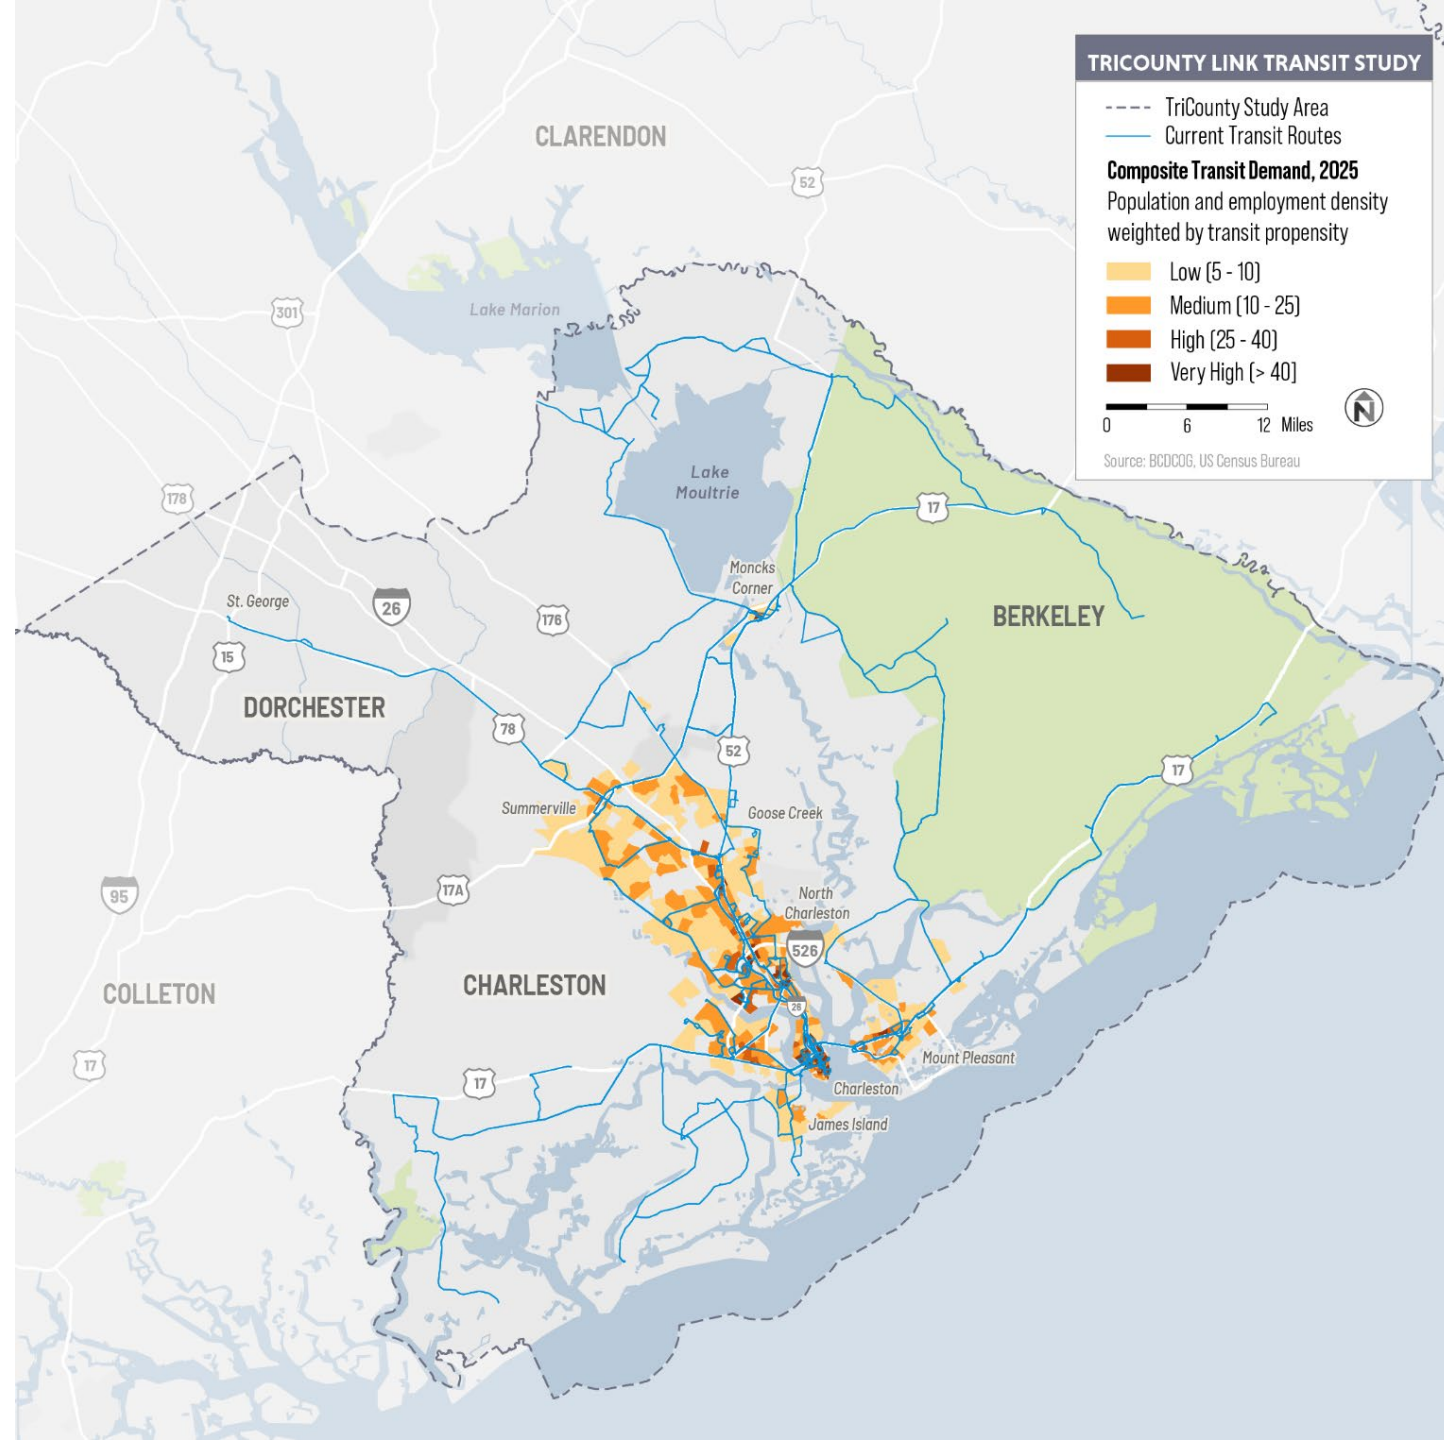 TRICOUNTY LINK TRANSIT STUDY
TriCounty Study Area
Current Transit Routes
Composite Transit Demand, 2025
Population and employment density
weighted by transit propensity
Low (5 - 10)
Medium (10 - 25)
High (25 - 40)
Very High (> 40]
N
0 6 12 Miles
Source: BCDCOG, US Census Bureau
CLARENDON
52
301
Lake Marion
178
Lake
Moultrie
17
Moncks
Corner
St. George
26
176
BERKELEY
15
DORCHESTER
78
52
17
Summerville
Goose Creek
95
17A
North
Charleston
526
COLLETON
CHARLESTON
26
17
17
Mount Pleasant
Charleston
James Island